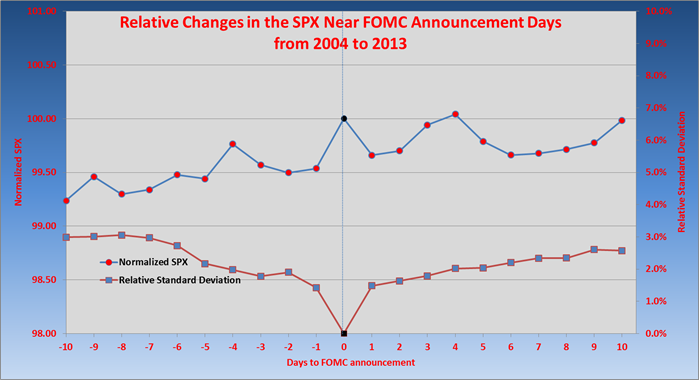 Relative Changes in the SPX Near FOMC Announcement Days
from 2004 to 2013
101.00
100.50
100.00
99.50
99.00
98.50
98.00
Normalized SPX
10.0%
9.0%
8.0%
7.0%
6.0%
5.0%
4.0%
3.0%
2.0%
1.0%
0.0%
Relative Standard Deviation
Normalized SPX
Relative Standard Deviation
-10 -9 -8 -7 -6 -5 -4 -3 -2 -1 0 1 2 3 4 5 6 7 8 9 10
Days to FOMC announcement